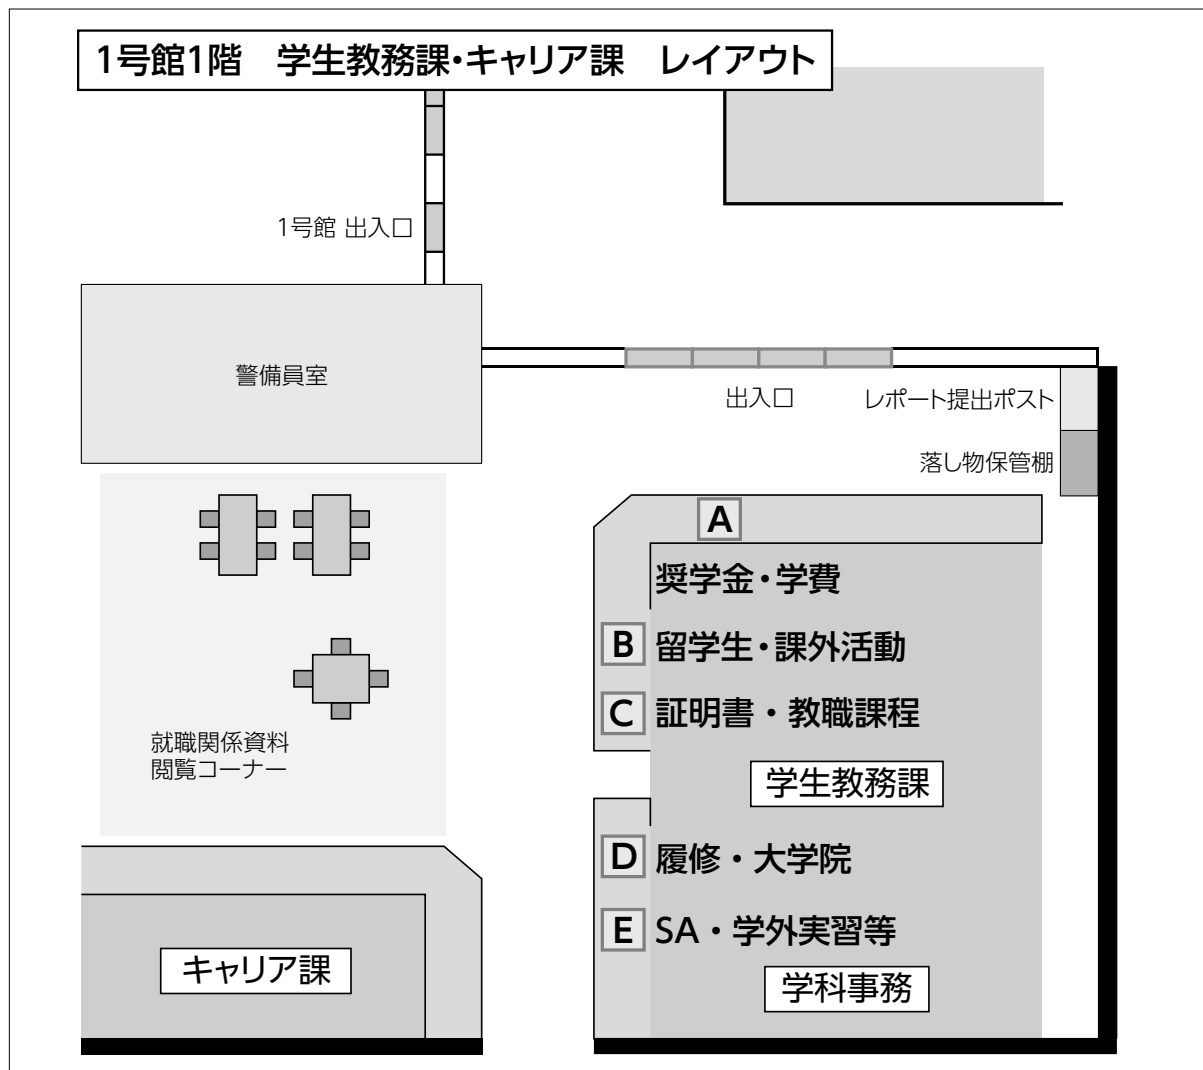 1号館1階　学生教務課・キャリア課　レイアウト
1号館 出入口
警備員室
出入口
レポート提出ポスト
落し物保管棚
A
奨学金・学費
B 留学生・課外活動
C 証明書・教職課程
就職関係資料
閲覧コーナー
学生教務課
D 履修・大学院
E SA・学外実習等
キャリア課
学科事務